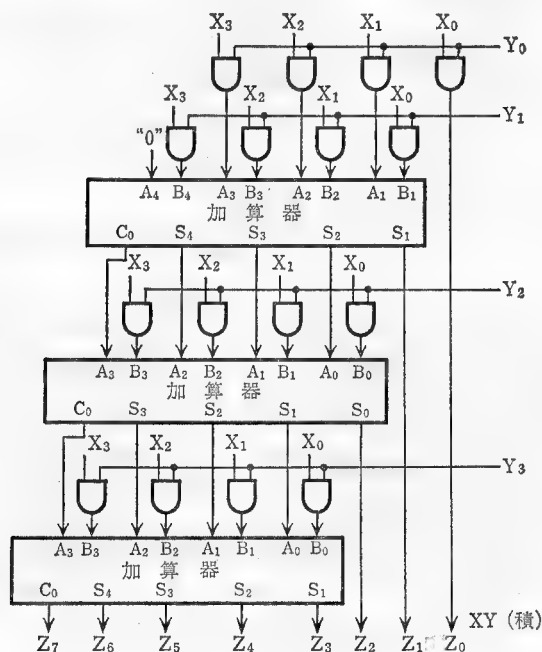 X₃ X₂ X₁ X₀
Y₀
X₃ X₂ X₁ X₀
Y₁
"0"
A₄ B₄ A₃ B₃ A₂ B₂ A₁ B₁
加算器
C₀ S₄ S₃ S₂ S₁
X₃ X₂ X₁ X₀
Y₂
A₃ B₃ A₂ B₂ A₁ B₁ A₀ B₀
加算器
C₀ S₃ S₂ S₁ S₀
X₃ X₂ X₁ X₀
Y₃
A₃ B₃ A₂ B₂ A₁ B₁ A₀ B₀
加算器
C₀ S₄ S₃ S₂ S₁
XY (積)
Z₇ Z₆ Z₅ Z₄ Z₃ Z₂ Z₁ Z₀